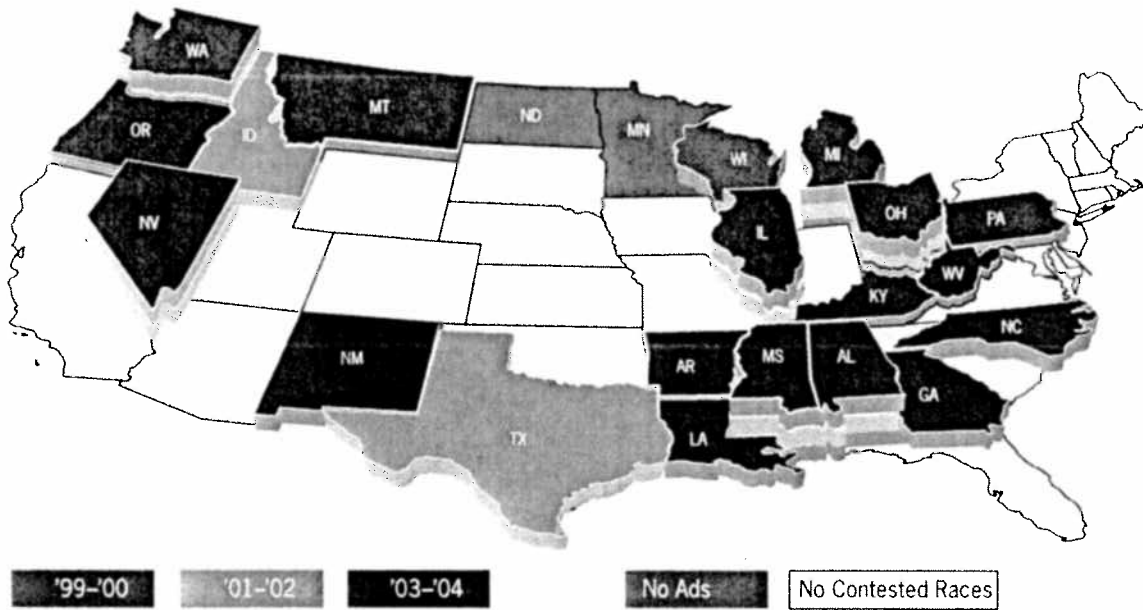 WA
MT
ND
MN
OR
ID
WI
MI
NV
IL
OH
PA
WV
KY
NC
NM
AR
MS
AL
GA
TX
LA
'99–'00 '01–'02 '03–'04 No Ads No Contested Races